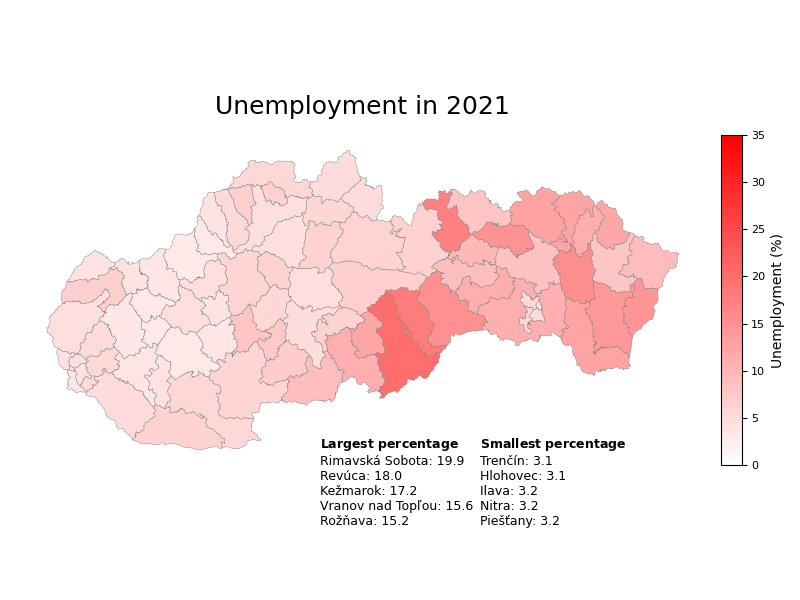 Unemployment in 2021
35
30
25
20
15
10
5
0
Unemployment (%)
Largest percentage
Rimavská Sobota: 19.9
Revúca: 18.0
Kežmarok: 17.2
Vranov nad Topľou: 15.6
Rožňava: 15.2
Smallest percentage
Trenčín: 3.1
Hlohovec: 3.1
Ilava: 3.2
Nitra: 3.2
Piešťany: 3.2